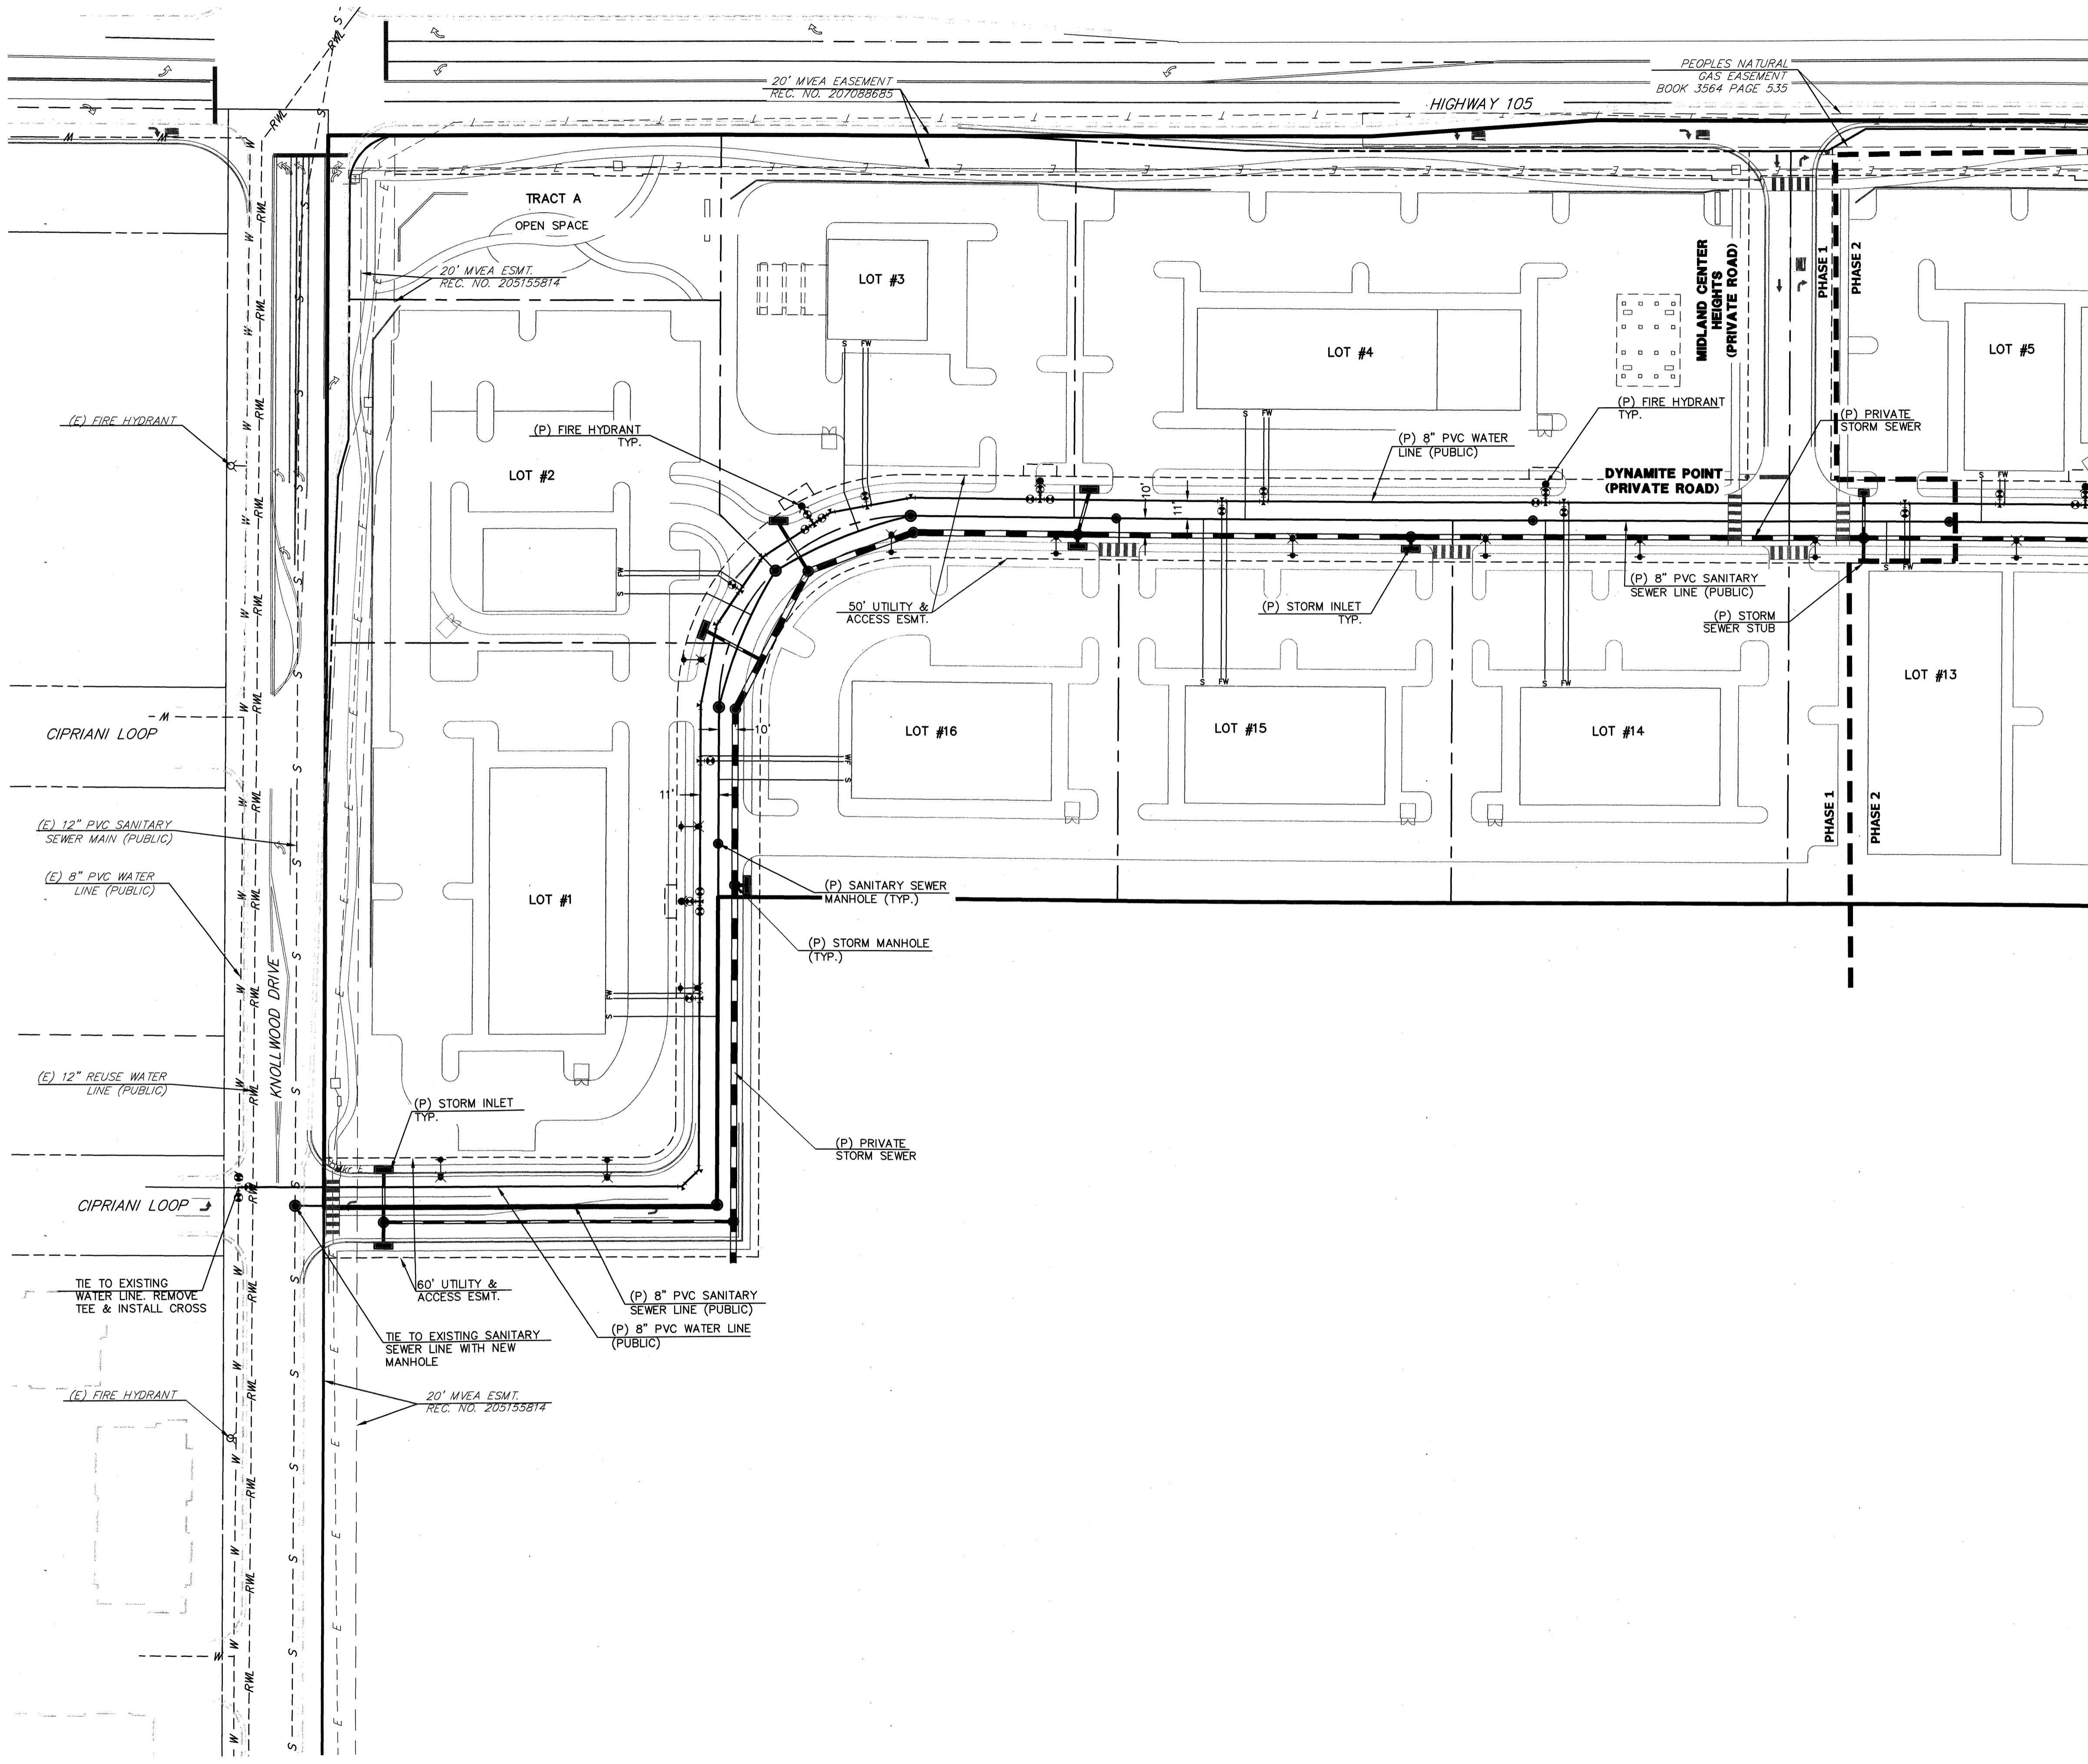 20' MVEA EASEMENT
REC. NO. 207088685
HIGHWAY 105
PEOPLES NATURAL
GAS EASEMENT
BOOK 3564 PAGE 535
TRACT A
OPEN SPACE
20' MVEA ESMT.
REC. NO. 205155814
LOT #3
LOT #4
MIDLAND CENTER
HEIGHTS
(PRIVATE ROAD)
PHASE 1
PHASE 2
LOT #5
(E) FIRE HYDRANT
(P) FIRE HYDRANT
TYP.
LOT #2
(P) 8" PVC WATER
LINE (PUBLIC)
(P) FIRE HYDRANT
TYP.
(P) PRIVATE
STORM SEWER
DYNAMITE POINT
(PRIVATE ROAD)
10'
11'
50' UTILITY &
ACCESS ESMT.
(P) STORM INLET
TYP.
(P) 8" PVC SANITARY
SEWER LINE (PUBLIC)
(P) STORM
SEWER STUB
LOT #13
CIPRIANI LOOP
10'
LOT #16
LOT #15
LOT #14
11'
PHASE 1
PHASE 2
(E) 12" PVC SANITARY
SEWER MAIN (PUBLIC)
(E) 8" PVC WATER
LINE (PUBLIC)
LOT #1
(P) SANITARY SEWER
MANHOLE (TYP.)
(P) STORM MANHOLE
(TYP.)
KNOLLWOOD DRIVE
(E) 12" REUSE WATER
LINE (PUBLIC)
(P) STORM INLET
TYP.
(P) PRIVATE
STORM SEWER
CIPRIANI LOOP
TIE TO EXISTING
WATER LINE. REMOVE
TEE & INSTALL CROSS
60' UTILITY &
ACCESS ESMT.
(P) 8" PVC SANITARY
SEWER LINE (PUBLIC)
(P) 8" PVC WATER LINE
(PUBLIC)
TIE TO EXISTING SANITARY
SEWER LINE WITH NEW
MANHOLE
(E) FIRE HYDRANT
20' MVEA ESMT.
REC. NO. 205155814